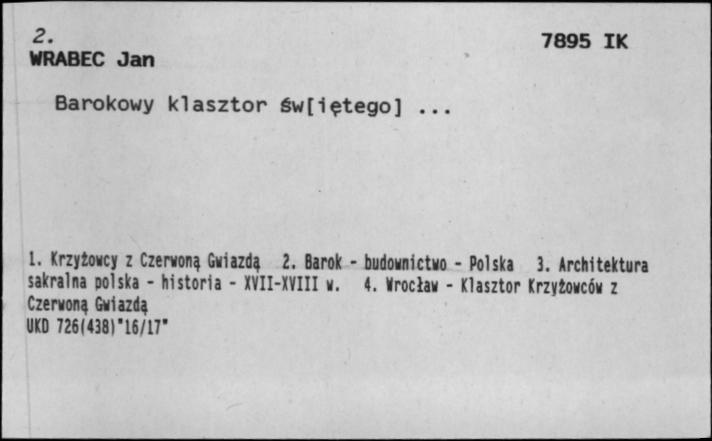 2.
7895 IK
WRABEC Jan
Barokowy klasztor św[iętego] ...
1. Krzyżowcy z Czerwoną Gwiazdą 2. Barok - budownictwo - Polska 3. Architektura
sakralna polska - historia - XVII-XVIII w. 4. Wrocław - Klasztor Krzyżowców z
Czerwoną Gwiazdą
UKD 726(438)"16/17"